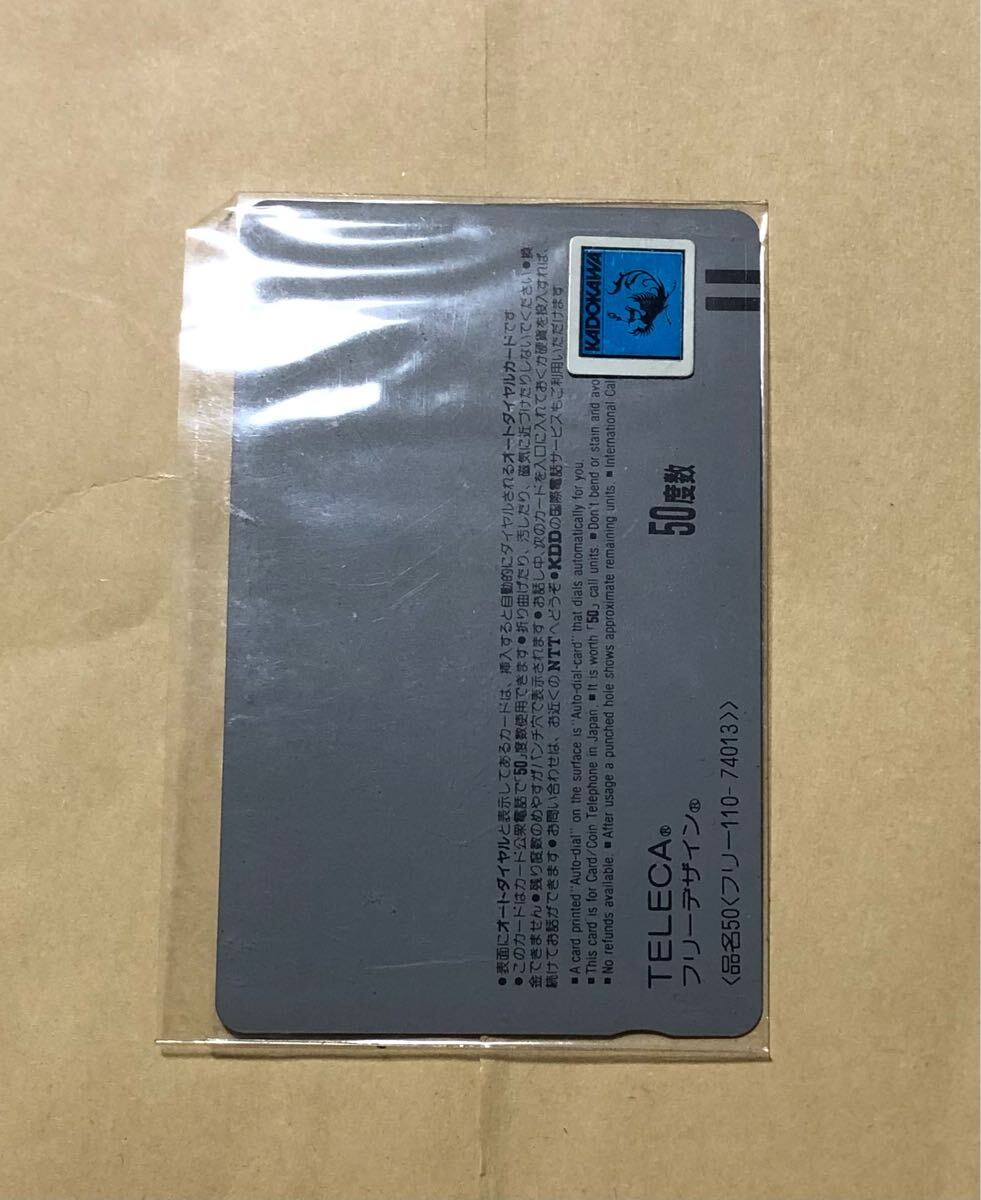 ●表面にオートダイヤルと表示してあるカードは、挿入すると自動的にダイヤルされるオートダイヤルカードです
●このカードはカード公衆電話で「50」度数使用できます●折り曲げたり、汚したり、磁気に近づけたりしないでください●換
金できません●残り度数のめやすがパンチ穴で表示されます●お話し中、次のカードを入口に入れておくか硬貨を投入すれば、
続けてお話ができます●お問い合わせは、お近くのNTTへどうぞ●KDDの国際電話サービスもご利用いただけます
■A card printed "Auto-dial" on the surface is "Auto-dial-card" that dials automatically for you.
■This card is for Card/Coin Telephone in Japan. ■It is worth「50」call units. ■Don't bend or stain and avo
■No refunds available. ■After usage a punched hole shows approximate remaining units. ■International Cal
KADOKAWA
TELECA®
フリーデザイン®
50度数
〈品名50〈フリー110-74013〉〉